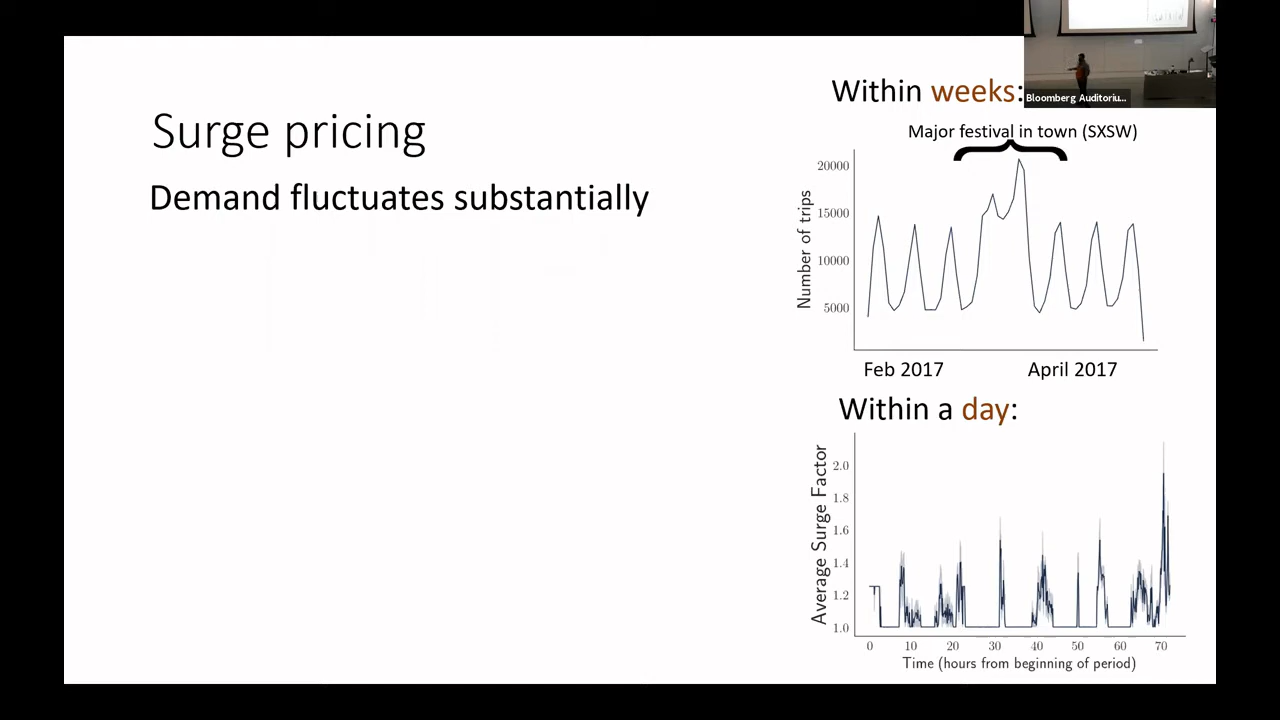 Surge pricing
Demand fluctuates substantially
Within weeks:
Bloomberg Auditoriu...
Major festival in town (SXSW)
Number of trips
20000
15000
10000
5000
Feb 2017
April 2017
Within a day:
Average Surge Factor
2.0
1.8
1.6
1.4
1.2
1.0
0 10 20 30 40 50 60 70
Time (hours from beginning of period)